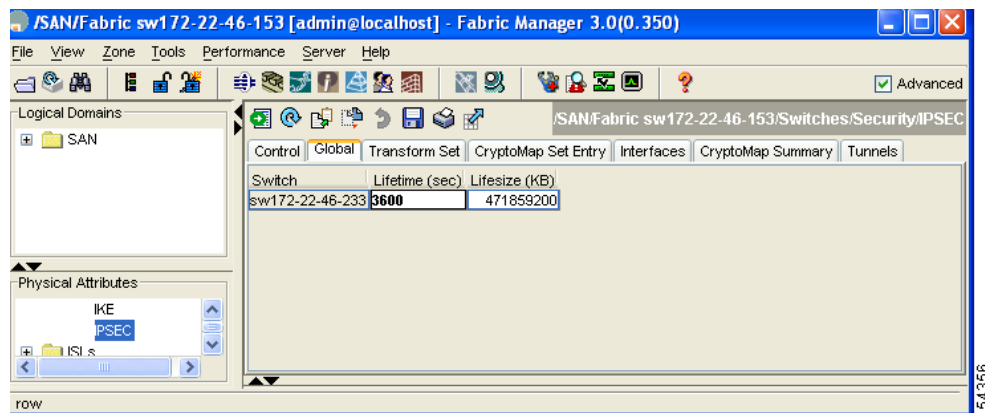 /SAN/Fabric sw172-22-46-153 [admin@localhost] - Fabric Manager 3.0(0.350)
File View Zone Tools Performance Server Help
Advanced
Logical Domains
SAN
/SAN/Fabric sw172-22-46-153/Switches/Security/IPSEC
Control Global Transform Set CryptoMap Set Entry Interfaces CryptoMap Summary Tunnels
Switch Lifetime (sec) Lifesize (KB)
sw172-22-46-233 3600 471859200
Physical Attributes
IKE
IPSEC
ISLs
row